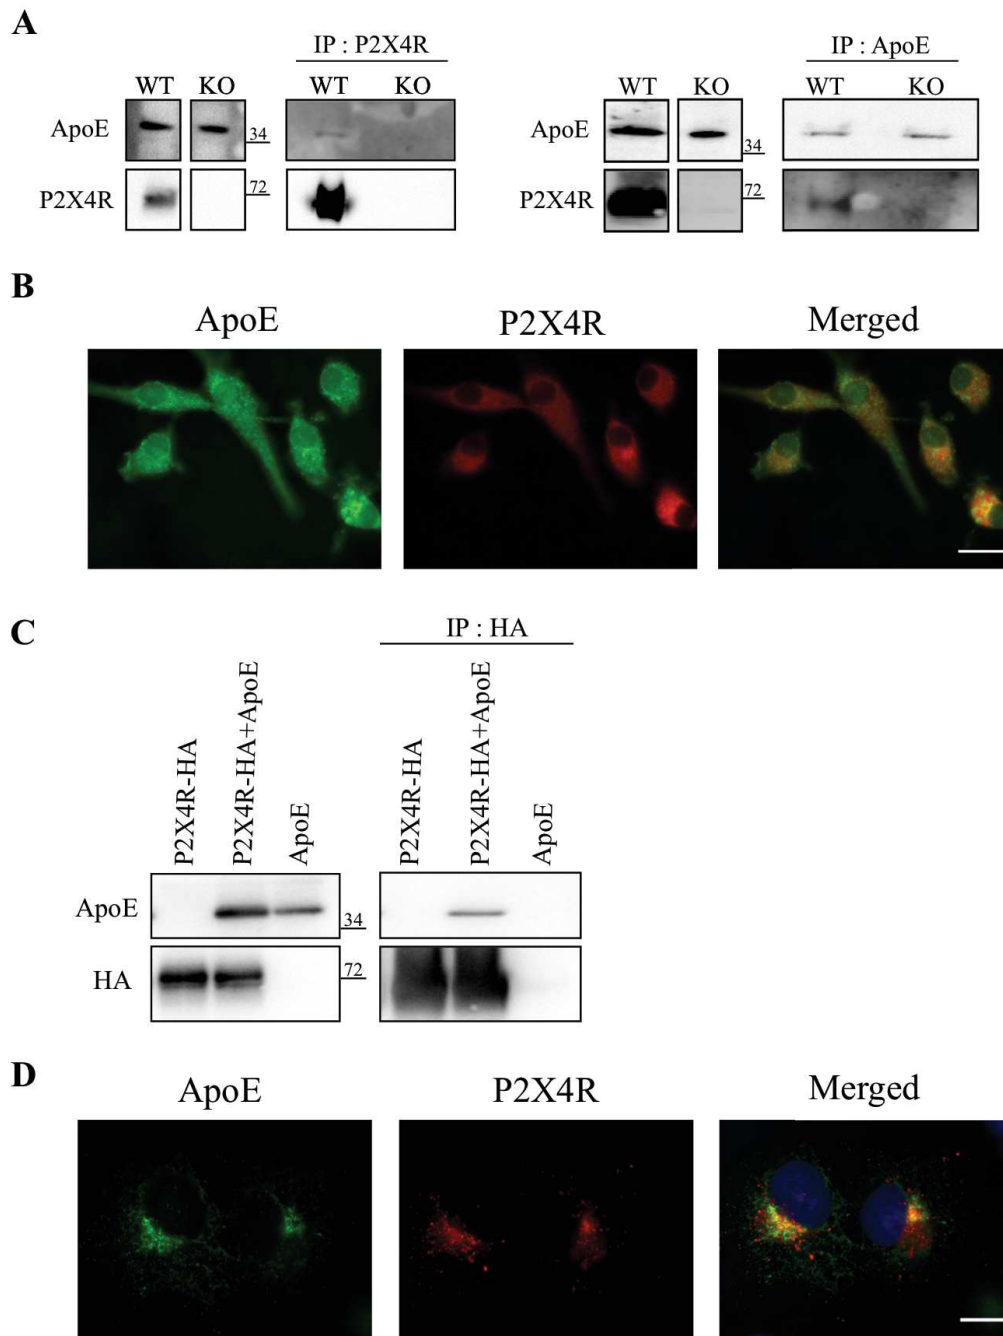 A
IP : P2X4R
IP : ApoE
WT KO WT KO
WT KO WT KO
ApoE
34
P2X4R
72
ApoE
34
P2X4R
72
B
ApoE P2X4R Merged
C
IP : HA
P2X4R-HA
P2X4R-HA+ApoE
ApoE
P2X4R-HA
P2X4R-HA+ApoE
ApoE
ApoE
34
HA
72
D
ApoE P2X4R Merged